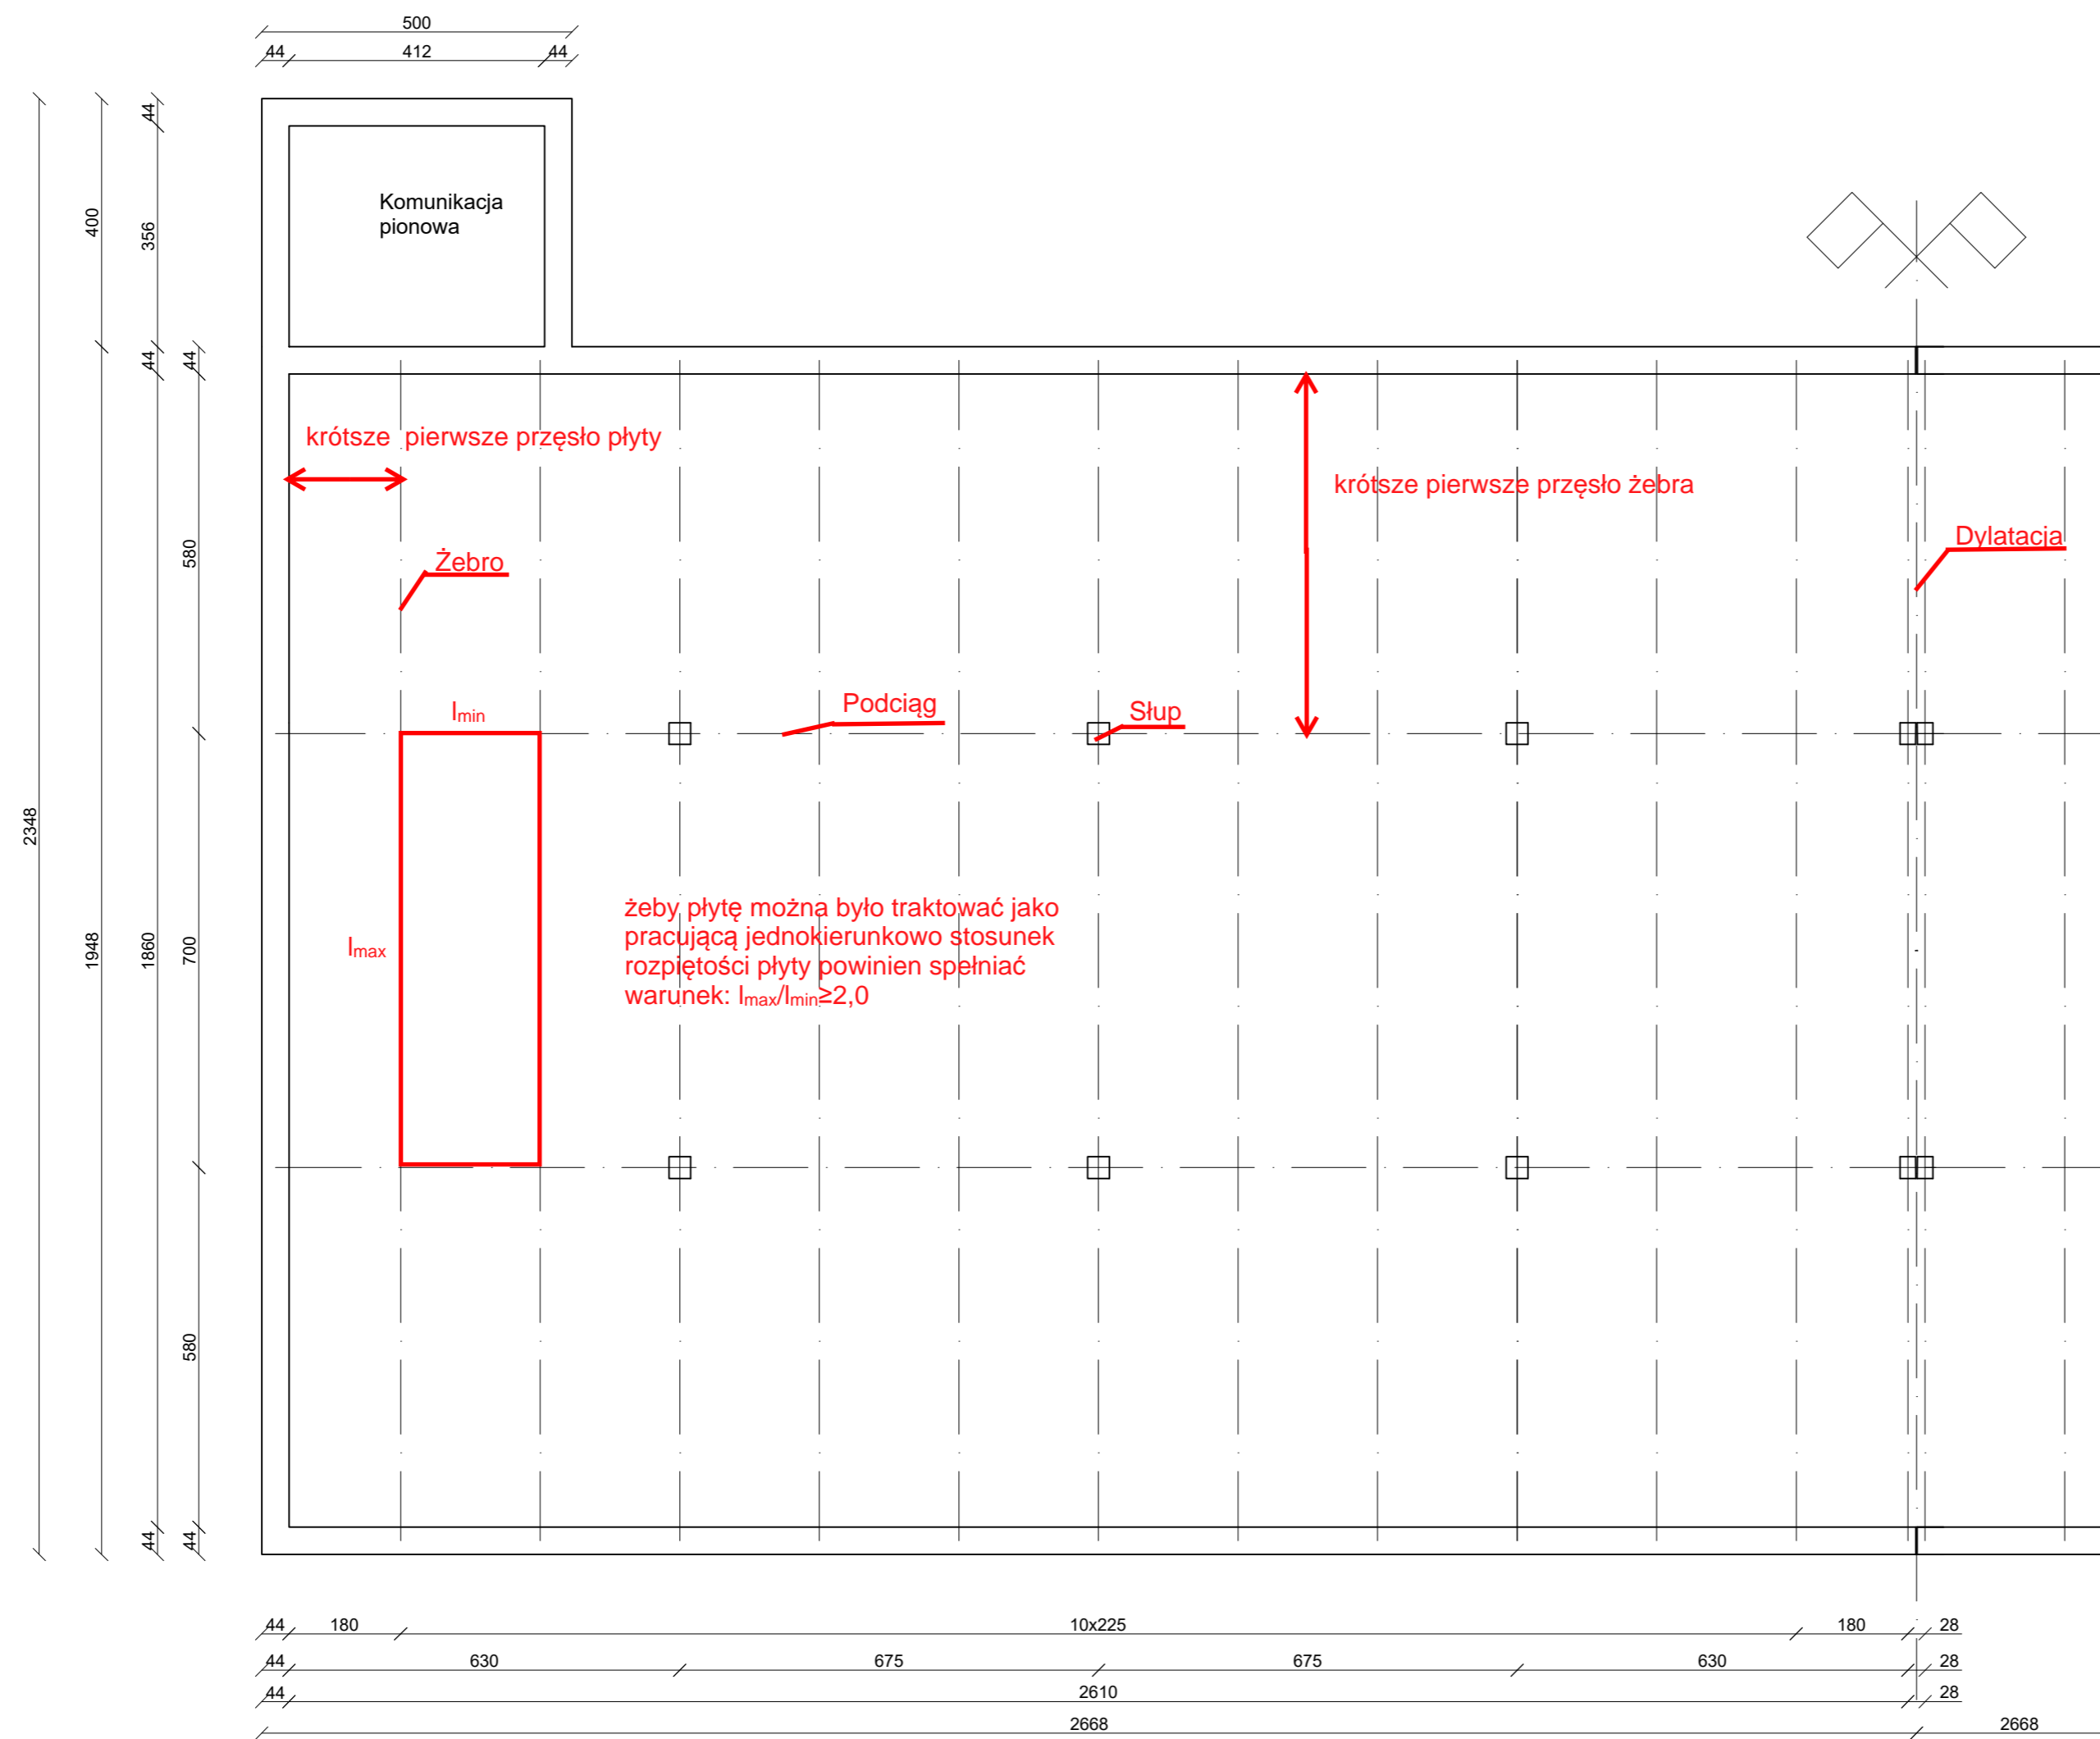 500
44 412 44
44
400
356
44
44
Komunikacja
pionowa
krótsze pierwsze przęsło płyty
krótsze pierwsze przęsło żebra
580
Żebro
Dylatacja
lmin
Podciąg
Słup
2348
1948
1860
700
lmax
żeby płytę można było traktować jako
pracującą jednokierunkowo stosunek
rozpiętości płyty powinien spełniać
warunek: lmax/lmin≥2,0
580
44
44
44 180 10x225 180 28
44 630 675 675 630 28
44 2610 28
2668 2668